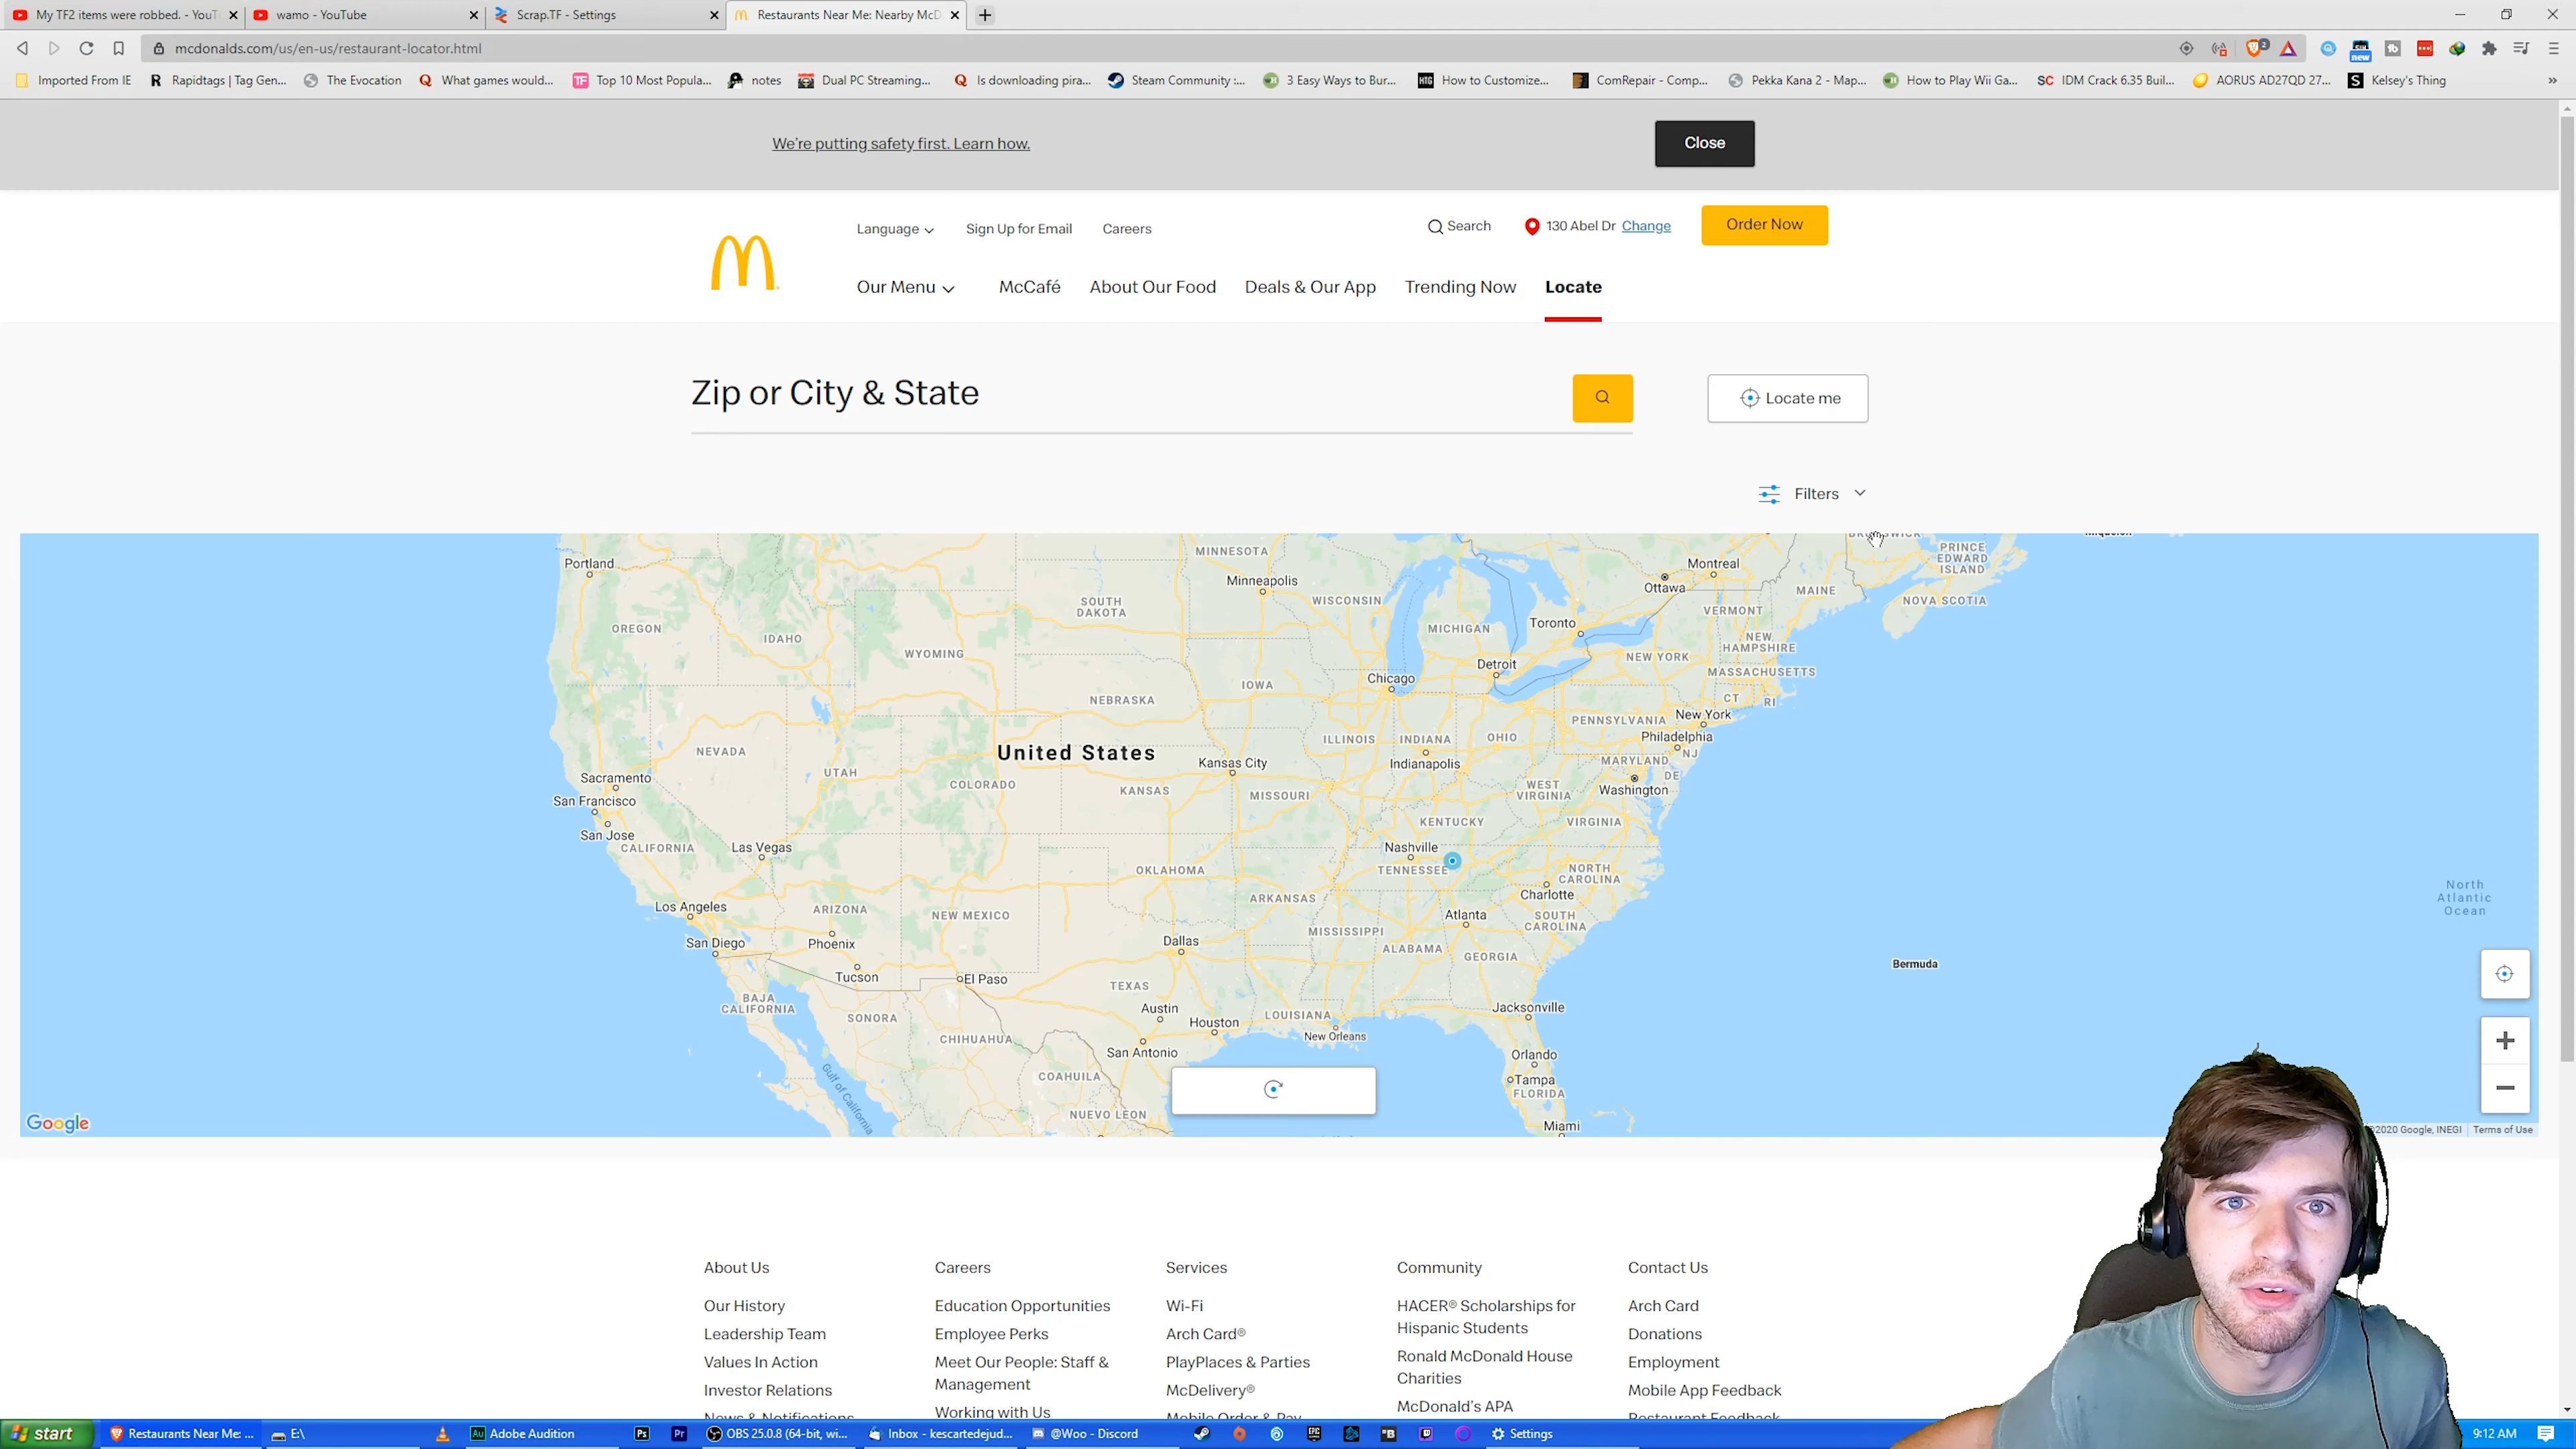 My TF2 items were robbed. - YouT
wamo - YouTube
Scrap.TF - Settings
Restaurants Near Me: Nearby McD
mcdonalds.com/us/en-us/restaurant-locator.html
new
Imported From IE
Rapidtags | Tag Gen...
The Evocation
What games would...
Top 10 Most Popula...
notes
Dual PC Streaming...
Is downloading pira...
Steam Community :...
3 Easy Ways to Bur...
How to Customize...
ComRepair - Comp...
Pekka Kana 2 - Map...
How to Play Wii Ga...
IDM Crack 6.35 Buil...
AORUS AD27QD 27...
Kelsey's Thing
We're putting safety first. Learn how.
Close
Language
Sign Up for Email
Careers
Search
130 Abel Dr Change
Order Now
Our Menu
McCafé
About Our Food
Deals & Our App
Trending Now
Locate
Zip or City & State
Locate me
Filters
Portland
MINNESOTA
Montreal
PRINCE
EDWARD
ISLAND
Minneapolis
Ottawa
MAINE
SOUTH
DAKOTA
WISCONSIN
VERMONT
NOVA SCOTIA
OREGON
IDAHO
MICHIGAN
Toronto
NEW
HAMPSHIRE
WYOMING
NEW YORK
Detroit
MASSACHUSETTS
Chicago
IOWA
NEBRASKA
CT
RI
PENNSYLVANIA
New York
NEVADA
United States
ILLINOIS
INDIANA
OHIO
Philadelphia
NJ
UTAH
Kansas City
Indianapolis
MARYLAND
DE
Sacramento
COLORADO
KANSAS
MISSOURI
WEST
VIRGINIA
Washington
San Francisco
KENTUCKY
VIRGINIA
San Jose
CALIFORNIA
Las Vegas
Nashville
OKLAHOMA
TENNESSEE
NORTH
CAROLINA
Charlotte
ARKANSAS
Los Angeles
ARIZONA
NEW MEXICO
Atlanta
SOUTH
CAROLINA
North
Atlantic
Ocean
MISSISSIPPI
San Diego
Phoenix
Dallas
ALABAMA
GEORGIA
Bermuda
Tucson
El Paso
TEXAS
BAJA
CALIFORNIA
SONORA
Austin
Houston
LOUISIANA
Jacksonville
New Orleans
CHIHUAHUA
San Antonio
Orlando
COAHUILA
Tampa
FLORIDA
Gulf of California
NUEVO LEON
Miami
Google
©2020 Google, INEGI
Terms of Use
About Us
Our History
Leadership Team
Values In Action
Investor Relations
News & Notifications
Careers
Education Opportunities
Employee Perks
Meet Our People: Staff &
Management
Working with Us
Services
Wi-Fi
Arch Card®
PlayPlaces & Parties
McDelivery®
Mobile Order & Pay
Community
HACER® Scholarships for
Hispanic Students
Ronald McDonald House
Charities
McDonald's APA
Contact Us
Arch Card
Donations
Employment
Mobile App Feedback
Restaurant Feedback
start
Restaurants Near Me: ...
E:\
Adobe Audition
Ps
Pr
OBS 25.0.8 (64-bit, wi...
Inbox - kescartedejud...
@Woo - Discord
Settings
9:12 AM